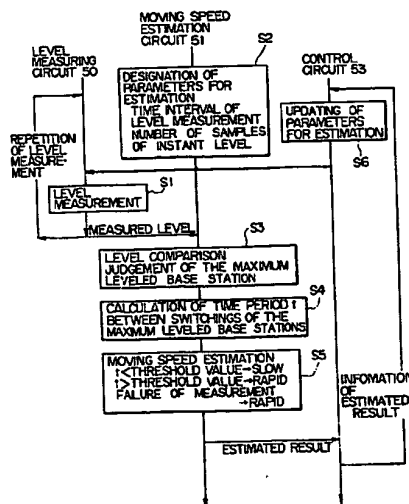 LEVEL
MEASURING
CIRCUIT 50
MOVING SPEED
ESTIMATION
CIRCUIT 51
CONTROL
CIRCUIT 53
S2
DESIGNATION OF
PARAMETERS FOR
ESTIMATION
TIME INTERVAL OF
LEVEL MEASUREMENT
NUMBER OF SAMPLES
OF INSTANT LEVEL
UPDATING OF
PARAMETERS
FOR ESTIMATION
S6
REPETITION
OF LEVEL
MEASURE-
MENT
S1
LEVEL
MEASUREMENT
MEASURED LEVEL
S3
LEVEL COMPARISON
JUDGEMENT OF THE MAXIMUM
LEVELED BASE STATION
S4
CALCULATION OF TIME PERIOD t
BETWEEN SWITCHINGS OF THE
MAXIMUM LEVELED BASE STATIONS
S5
MOVING SPEED ESTIMATION
t<THRESHOLD VALUE→SLOW
t>THRESHOLD VALUE→RAPID
FAILURE OF MEASUREMENT
→RAPID
INFOMATION OF
ESTIMATED
RESULT
ESTIMATED RESULT